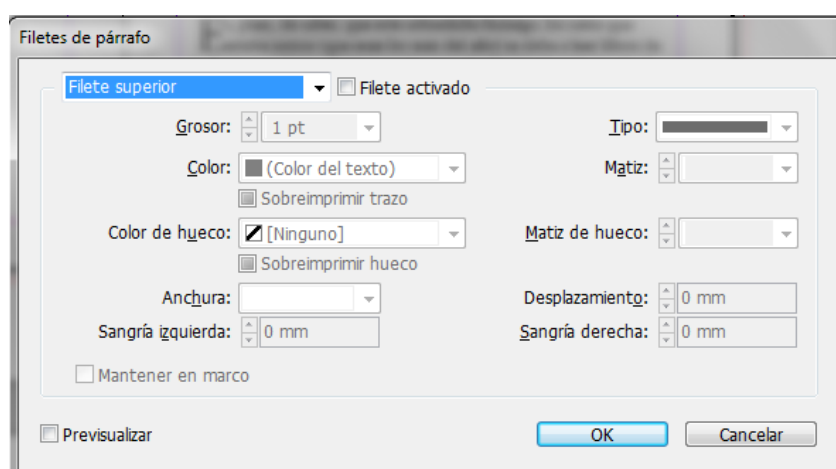 Filetes de párrafo
Filete superior Filete activado
Grosor: 1 pt Tipo:
Color: (Color del texto) Matiz:
Sobreimprimir trazo
Color de hueco: [Ninguno] Matiz de hueco:
Sobreimprimir hueco
Anchura: Desplazamiento: 0 mm
Sangría izquierda: 0 mm Sangría derecha: 0 mm
Mantener en marco
Previsualizar OK Cancelar